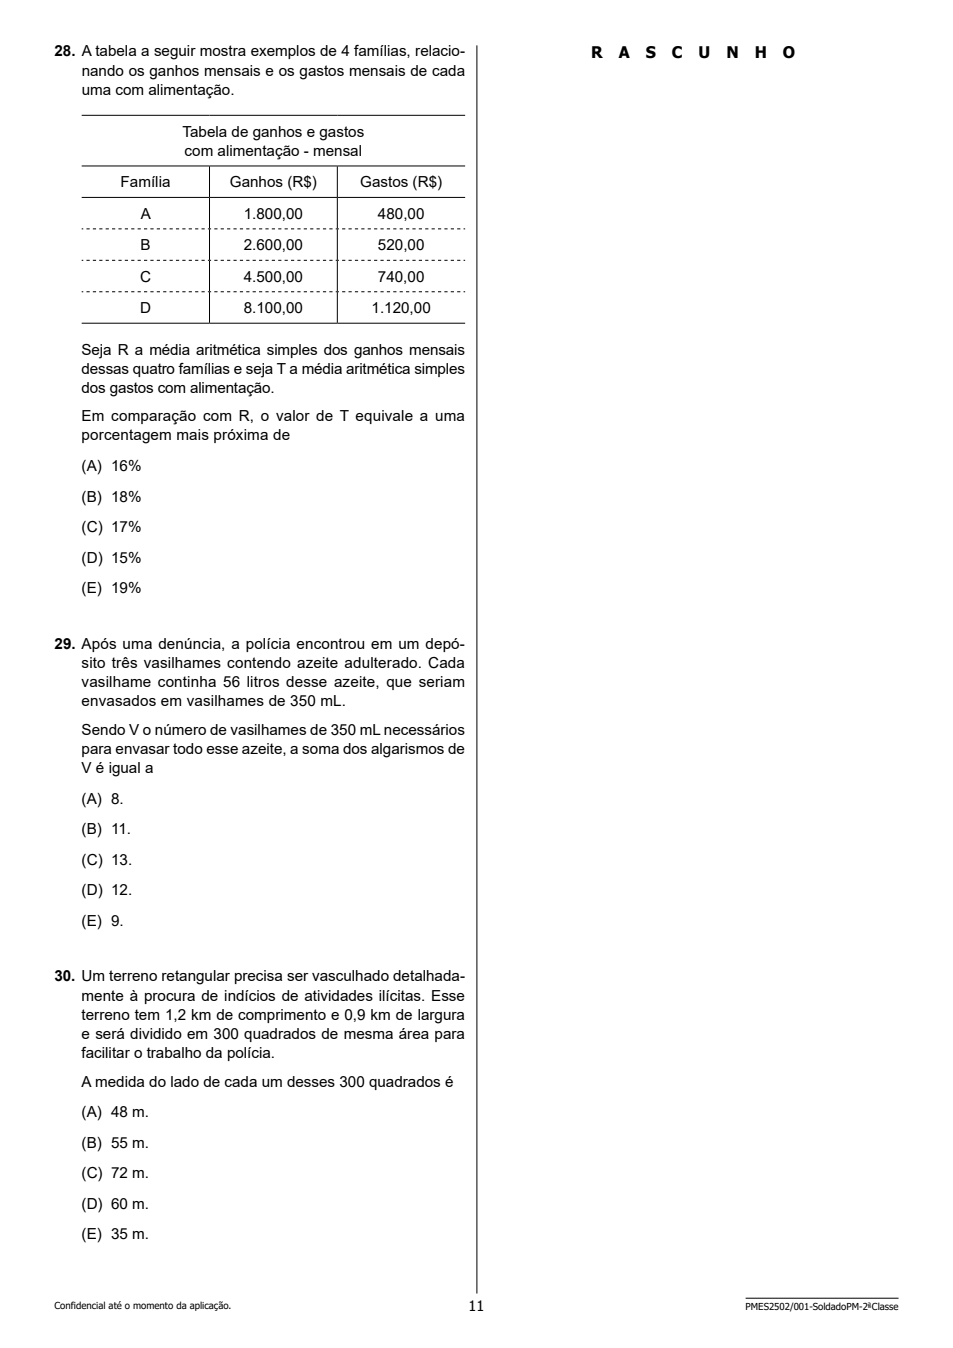 28. A tabela a seguir mostra exemplos de 4 famílias, relacio-
nando os ganhos mensais e os gastos mensais de cada
uma com alimentação.
Tabela de ganhos e gastos
com alimentação - mensal
Família Ganhos (R$) Gastos (R$)
A 1.800,00 480,00
B 2.600,00 520,00
C 4.500,00 740,00
D 8.100,00 1.120,00
Seja R a média aritmética simples dos ganhos mensais
dessas quatro famílias e seja T a média aritmética simples
dos gastos com alimentação.
Em comparação com R, o valor de T equivale a uma
porcentagem mais próxima de
(A) 16%
(B) 18%
(C) 17%
(D) 15%
(E) 19%
29. Após uma denúncia, a polícia encontrou em um depó-
sito três vasilhames contendo azeite adulterado. Cada
vasilhame continha 56 litros desse azeite, que seriam
envasados em vasilhames de 350 mL.
Sendo V o número de vasilhames de 350 mL necessários
para envasar todo esse azeite, a soma dos algarismos de
V é igual a
(A) 8.
(B) 11.
(C) 13.
(D) 12.
(E) 9.
30. Um terreno retangular precisa ser vasculhado detalhada-
mente à procura de indícios de atividades ilícitas. Esse
terreno tem 1,2 km de comprimento e 0,9 km de largura
e será dividido em 300 quadrados de mesma área para
facilitar o trabalho da polícia.
A medida do lado de cada um desses 300 quadrados é
(A) 48 m.
(B) 55 m.
(C) 72 m.
(D) 60 m.
(E) 35 m.
R A S C U N H O
Confidencial até o momento da aplicação.
11
PMES2502/001-SoldadoPM-2ªClasse